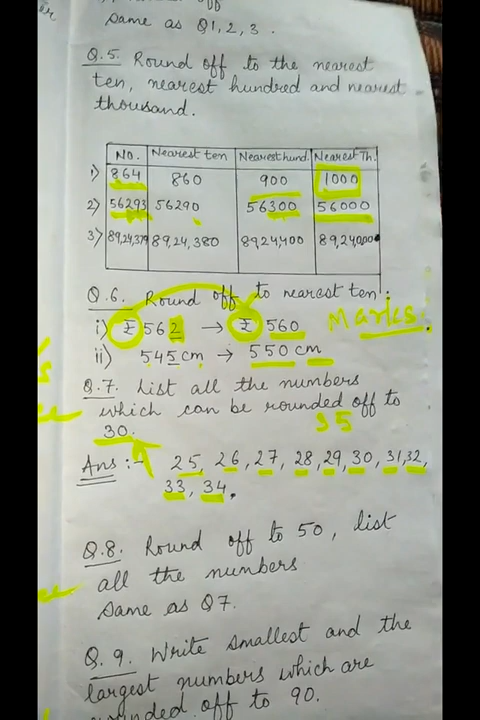 same as Q1, 2, 3.
Q.5. Round off to the nearest
ten, nearest hundred and nearest
thousand.
No. Nearest ten Nearest hund. Nearest Th.
1) 864 860 900 1000
2) 56293 56290 56300 56000
3) 89,24,379 89,24,380 8924,400 89,24,000
Q.6. Round off to nearest ten:
i) ₹ 562 → ₹ 560 Marks:
ii) 545 cm → 550 cm
Q.7. List all the numbers
which can be rounded off to
30. 35
Ans :- 25, 26, 27, 28, 29, 30, 31, 32,
33, 34.
Q.8. Round off to 50, list
all the numbers
same as Q7.
Q.9. Write smallest and the
largest numbers which are
rounded off to 90.